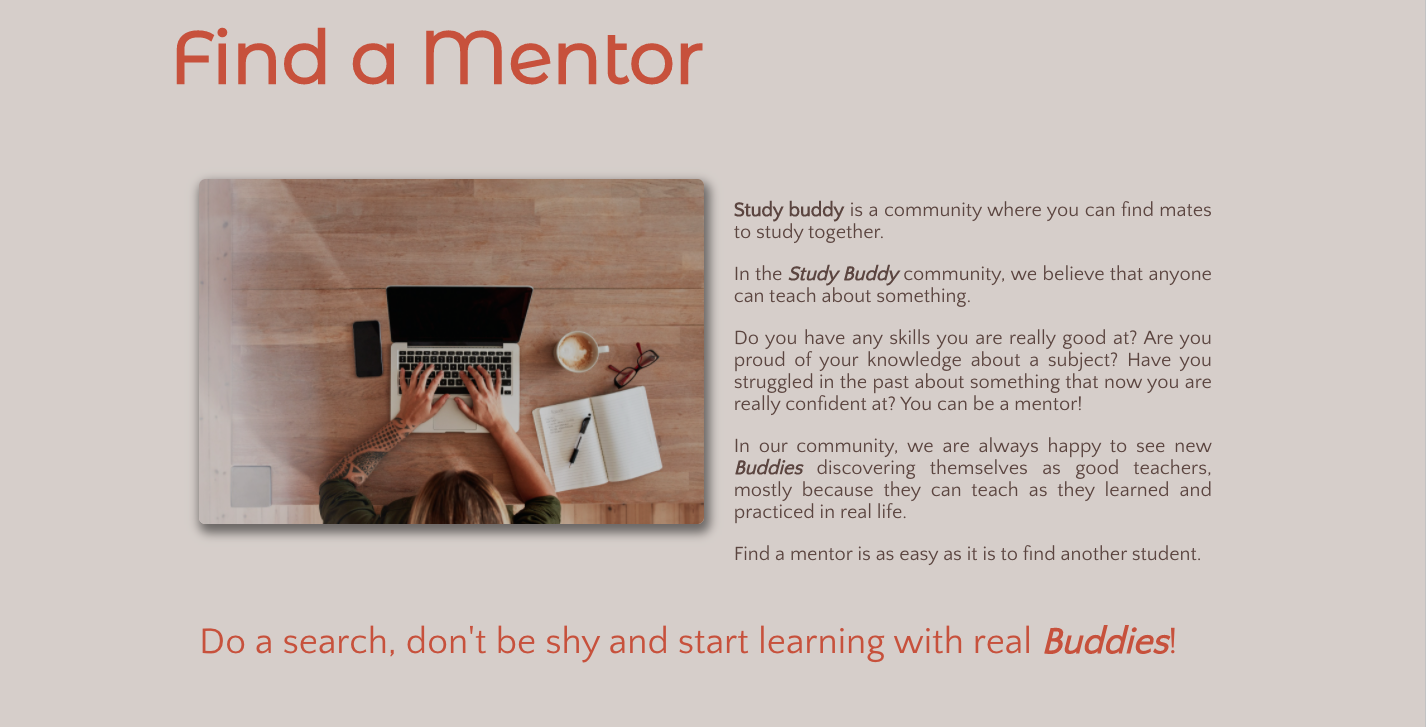 Find a Mentor
Study buddy is a community where you can find mates
to study together.
In the Study Buddy community, we believe that anyone
can teach about something.
Do you have any skills you are really good at? Are you
proud of your knowledge about a subject? Have you
struggled in the past about something that now you are
really confident at? You can be a mentor!
In our community, we are always happy to see new
Buddies discovering themselves as good teachers,
mostly because they can teach as they learned and
practiced in real life.
Find a mentor is as easy as it is to find another student.
Do a search, don't be shy and start learning with real Buddies!